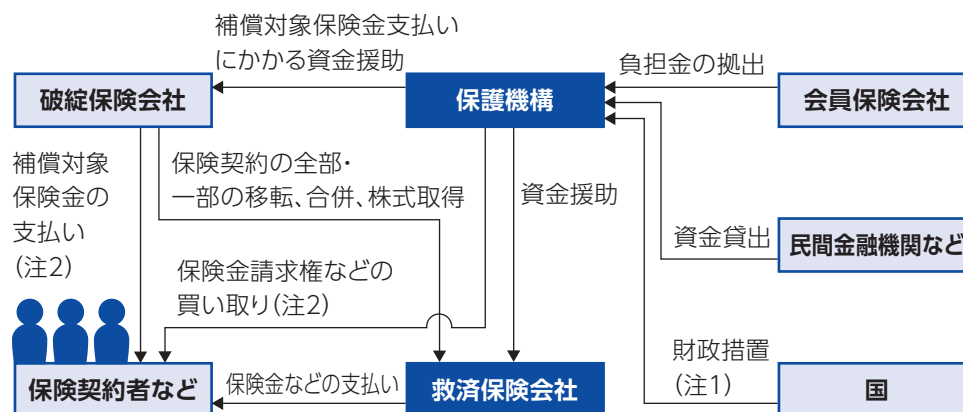 補償対象保険金支払い
にかかる資金援助
負担金の拠出
破綻保険会社
保護機構
会員保険会社
補償対象
保険金の
支払い
(注2)
保険契約の全部・
一部の移転、合併、株式取得
資金援助
資金貸出
民間金融機関など
保険金請求権などの
買い取り(注2)
財政措置
(注1)
保険契約者など
保険金などの支払い
救済保険会社
国